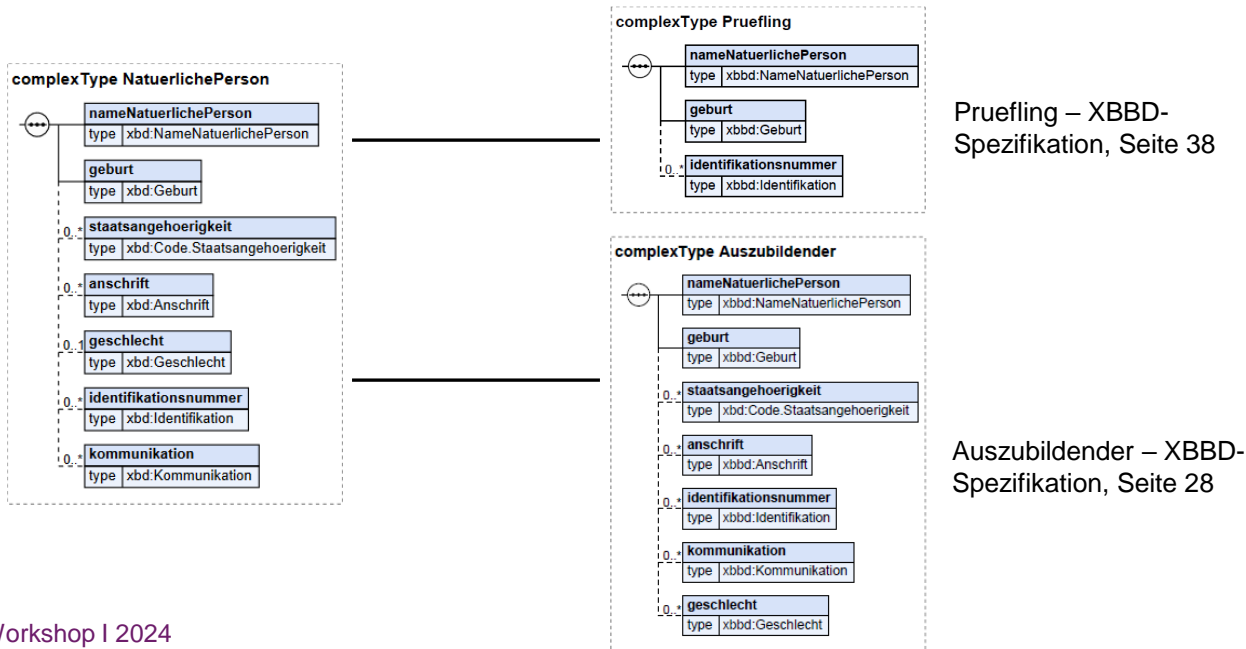 complexType NatuerlichePerson
nameNatuerlichePerson
type xbd:NameNatuerlichePerson
geburt
type xbd:Geburt
0..* staatsangehoerigkeit
type xbd:Code.Staatsangehoerigkeit
0..* anschrift
type xbd:Anschrift
0..1 geschlecht
type xbd:Geschlecht
0..* identifikationsnummer
type xbd:Identifikation
0..* kommunikation
type xbd:Kommunikation
complexType Pruefling
nameNatuerlichePerson
type xbbd:NameNatuerlichePerson
geburt
type xbbd:Geburt
0..* identifikationsnummer
type xbbd:Identifikation
Pruefling – XBBD-
Spezifikation, Seite 38
complexType Auszubildender
nameNatuerlichePerson
type xbbd:NameNatuerlichePerson
geburt
type xbbd:Geburt
0..* staatsangehoerigkeit
type xbd:Code.Staatsangehoerigkeit
0..* anschrift
type xbbd:Anschrift
0..* identifikationsnummer
type xbbd:Identifikation
0..* kommunikation
type xbbd:Kommunikation
0..* geschlecht
type xbbd:Geschlecht
Auszubildender – XBBD-
Spezifikation, Seite 28
Workshop I 2024